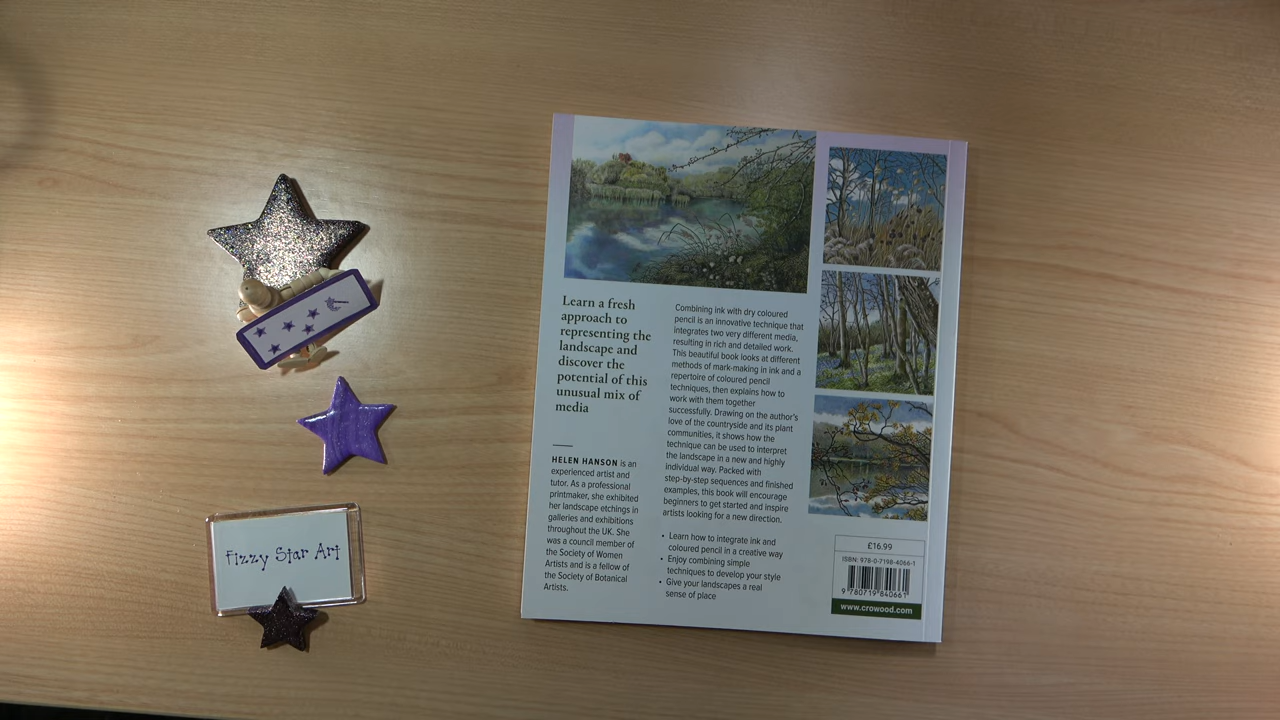 Fizzy Star Art
Learn a fresh
approach to
representing the
landscape and
discover the
potential of this
unusual mix of
media
HELEN HANSON is an
experienced artist and
tutor. As a professional
printmaker, she exhibited
her landscape etchings in
galleries and exhibitions
throughout the UK. She
was a council member of
the Society of Women
Artists and is a fellow of
the Society of Botanical
Artists.
Combining ink with dry coloured
pencil is an innovative technique that
integrates two very different media,
resulting in rich and detailed work.
This beautiful book looks at different
methods of mark-making in ink and a
repertoire of coloured pencil
techniques, then explains how to
work with them together
successfully. Drawing on the author's
love of the countryside and its plant
communities, it shows how the
technique can be used to interpret
the landscape in a new and highly
individual way. Packed with
step-by-step sequences and finished
examples, this book will encourage
beginners to get started and inspire
artists looking for a new direction.
• Learn how to integrate ink and
coloured pencil in a creative way
• Enjoy combining simple
techniques to develop your style
• Give your landscapes a real
sense of place
£16.99
ISBN: 978-0-7198-4066-1
9 780719 840661
www.crowood.com